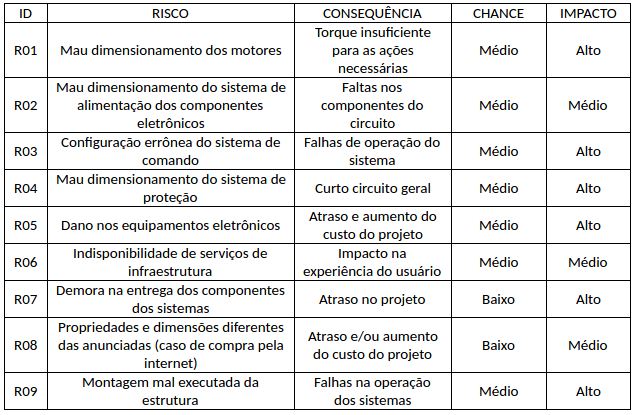 ID RISCO CONSEQUÊNCIA CHANCE IMPACTO
R01 Mau dimensionamento dos motores Torque insuficiente para as ações necessárias Médio Alto
R02 Mau dimensionamento do sistema de alimentação dos componentes eletrônicos Faltas nos componentes do circuito Médio Médio
R03 Configuração errônea do sistema de comando Falhas de operação do sistema Médio Alto
R04 Mau dimensionamento do sistema de proteção Curto circuito geral Médio Alto
R05 Dano nos equipamentos eletrônicos Atraso e aumento do custo do projeto Médio Alto
R06 Indisponibilidade de serviços de infraestrutura Impacto na experiência do usuário Médio Médio
R07 Demora na entrega dos componentes dos sistemas Atraso no projeto Baixo Alto
R08 Propriedades e dimensões diferentes das anunciadas (caso de compra pela internet) Atraso e/ou aumento do custo do projeto Baixo Médio
R09 Montagem mal executada da estrutura Falhas na operação dos sistemas Médio Alto